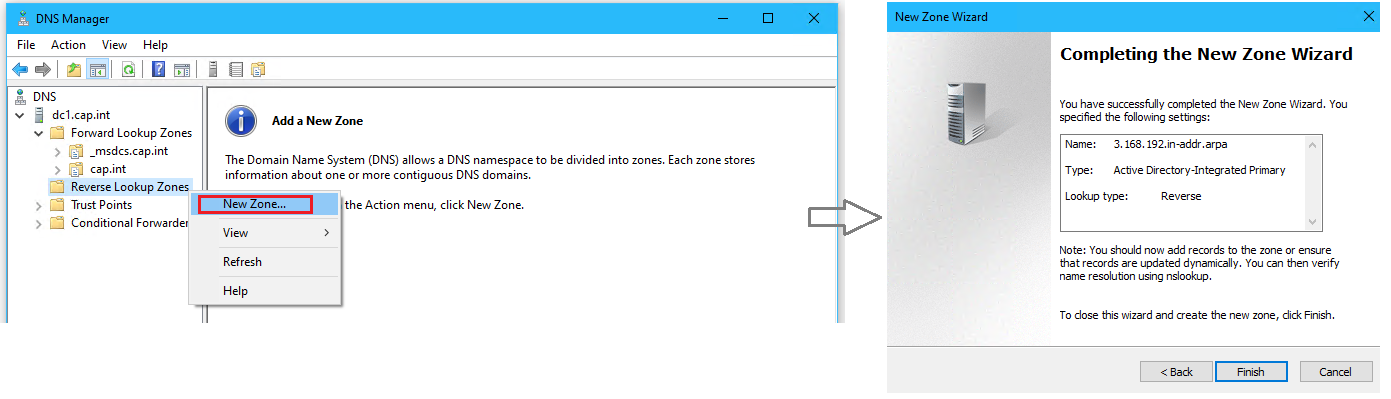 DNS Manager
File Action View Help
DNS
dc1.cap.int
Forward Lookup Zones
_msdcs.cap.int
cap.int
Reverse Lookup Zones
Trust Points
Conditional Forwarder
Add a New Zone
The Domain Name System (DNS) allows a DNS namespace to be divided into zones. Each zone stores
information about one or more contiguous DNS domains.
the Action menu, click New Zone.
New Zone...
View
Refresh
Help
New Zone Wizard
Completing the New Zone Wizard
You have successfully completed the New Zone Wizard. You
specified the following settings:
Name: 3.168.192.in-addr.arpa
Type: Active Directory-Integrated Primary
Lookup type: Reverse
Note: You should now add records to the zone or ensure
that records are updated dynamically. You can then verify
name resolution using nslookup.
To close this wizard and create the new zone, click Finish.
< Back Finish Cancel